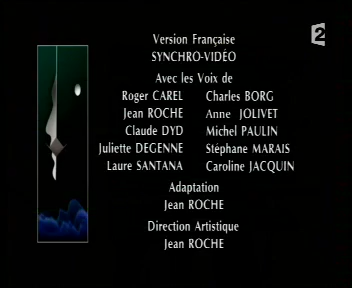 2
Version Française
SYNCHRO-VIDÉO
Avec les Voix de
Roger CAREL Charles BORG
Jean ROCHE Anne JOLIVET
Claude DYD Michel PAULIN
Juliette DEGENNE Stéphane MARAIS
Laure SANTANA Caroline JACQUIN
Adaptation
Jean ROCHE
Direction Artistique
Jean ROCHE